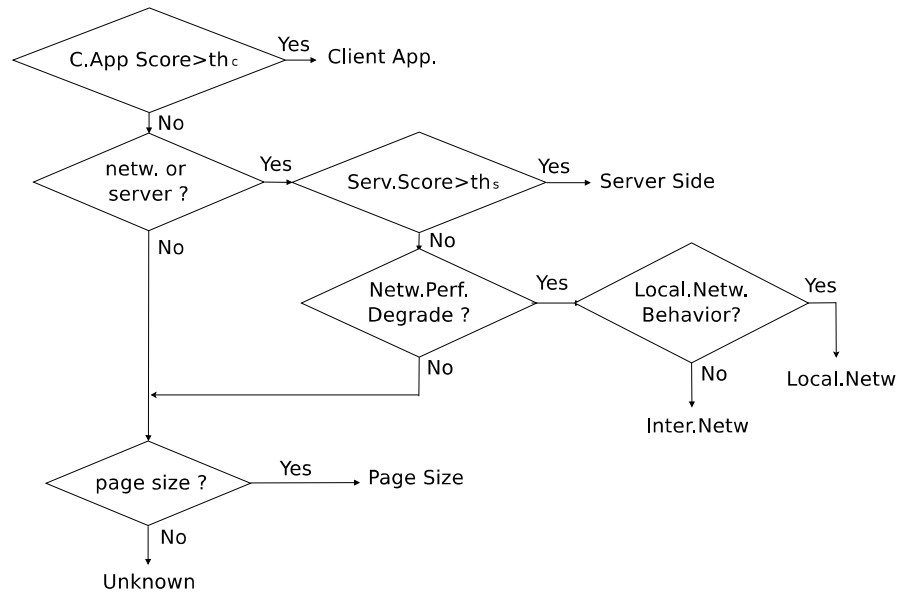 C.App Score>thc
Yes
Client App.
No
netw. or
server ?
Yes
Serv.Score>ths
Yes
Server Side
No
No
Netw.Perf.
Degrade ?
Yes
Local.Netw.
Behavior?
Yes
Local.Netw
No
No
Inter.Netw
page size ?
Yes
Page Size
No
Unknown